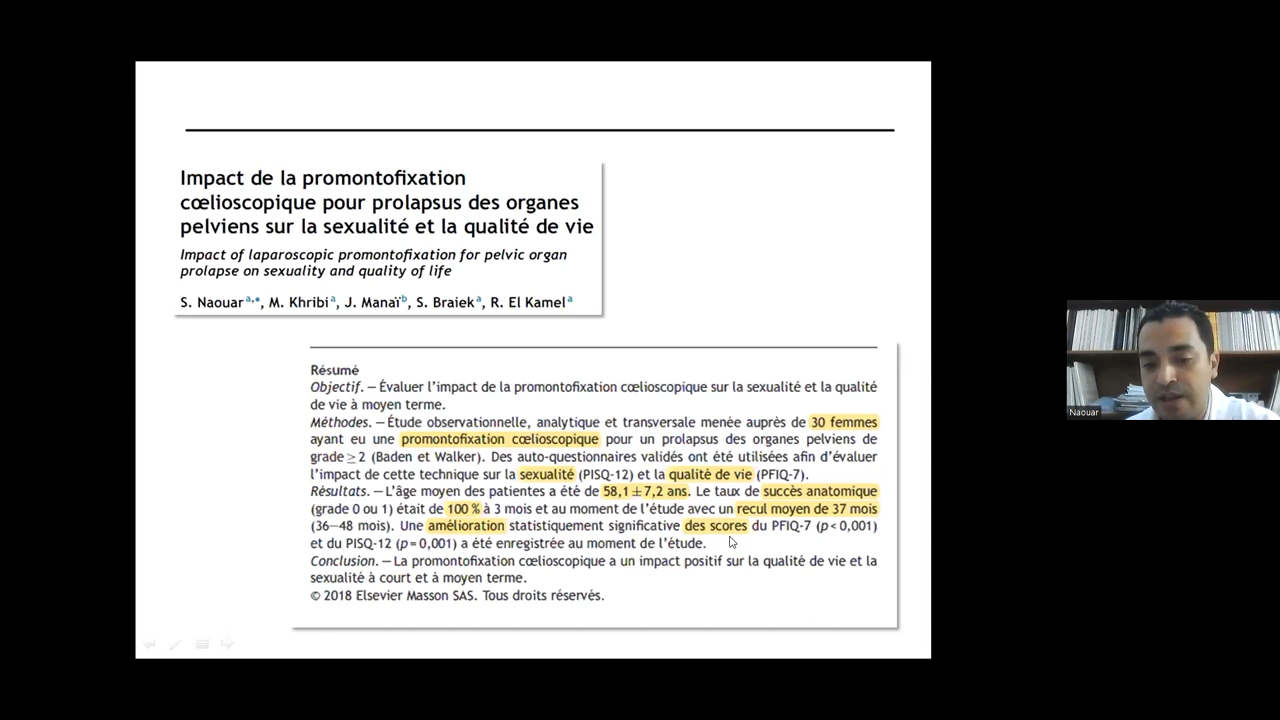 Impact de la promontofixation
cœlioscopique pour prolapsus des organes
pelviens sur la sexualité et la qualité de vie
Impact of laparoscopic promontofixation for pelvic organ
prolapse on sexuality and quality of life
S. Naouar a,*, M. Khribi a, J. Manaï b, S. Braiek a, R. El Kamel a
Résumé
Objectif. — Évaluer l'impact de la promontofixation cœlioscopique sur la sexualité et la qualité
de vie à moyen terme.
Méthodes. — Étude observationnelle, analytique et transversale menée auprès de 30 femmes
ayant eu une promontofixation cœlioscopique pour un prolapsus des organes pelviens de
grade ≥ 2 (Baden et Walker). Des auto-questionnaires validés ont été utilisées afin d'évaluer
l'impact de cette technique sur la sexualité (PISQ-12) et la qualité de vie (PFIQ-7).
Résultats. — L'âge moyen des patientes a été de 58,1 ± 7,2 ans. Le taux de succès anatomique
(grade 0 ou 1) était de 100 % à 3 mois et au moment de l'étude avec un recul moyen de 37 mois
(36—48 mois). Une amélioration statistiquement significative des scores du PFIQ-7 (p < 0,001)
et du PISQ-12 (p = 0,001) a été enregistrée au moment de l'étude.
Conclusion. — La promontofixation cœlioscopique a un impact positif sur la qualité de vie et la
sexualité à court et à moyen terme.
© 2018 Elsevier Masson SAS. Tous droits réservés.
Naouar